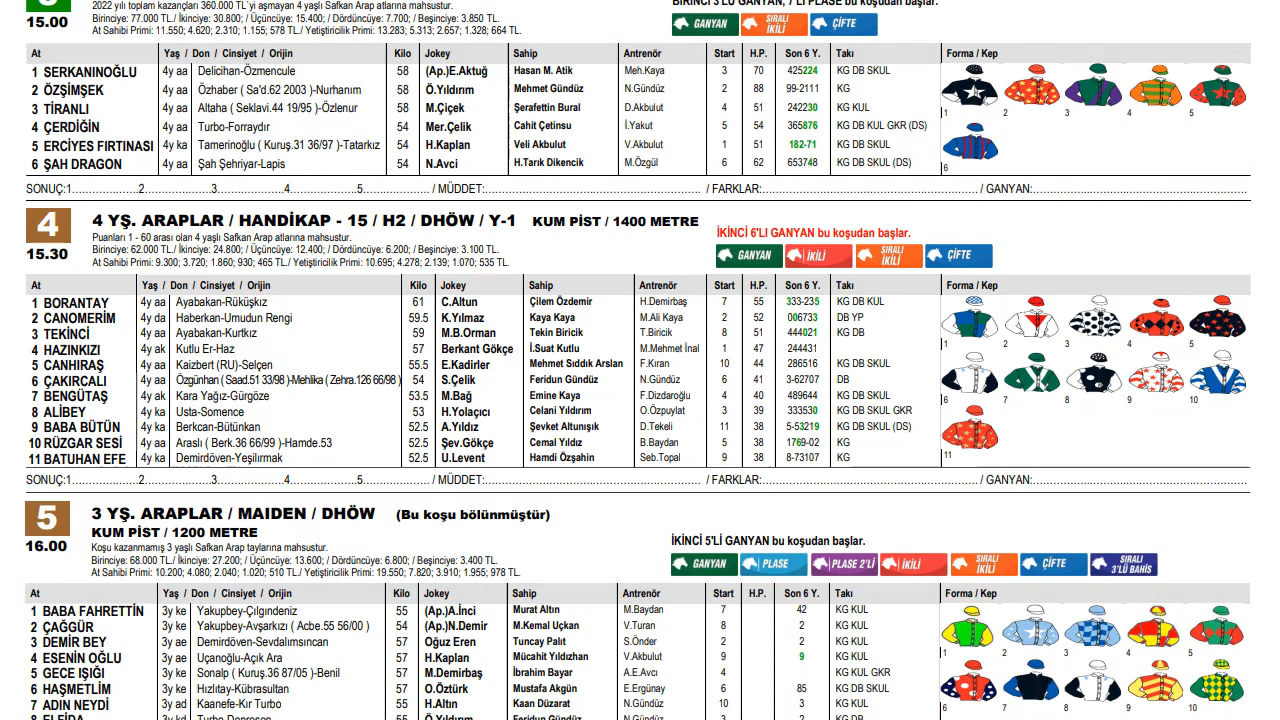 BİRİNCİ 3'LÜ GANYAN, 7'Lİ PLASE bu koşudan başlar.
2022 yılı toplam kazançları 360.000 TL`yi aşmayan 4 yaşlı Safkan Arap atlarına mahsustur.
15.00 Birinciye: 77.000 TL./ İkinciye: 30.800; / Üçüncüye: 15.400; / Dördüncüye: 7.700; / Beşinciye: 3.850 TL.
At Sahibi Primi: 11.550; 4.620; 2.310; 1.155; 578 TL./ Yetiştiricilik Primi: 13.283; 5.313; 2.657; 1.328; 664 TL.
GANYAN SIRALI İKİLİ ÇİFTE
At Yaş / Don / Cinsiyet / Orijin Kilo Jokey Sahip Antrenör Start H.P. Son 6 Y. Takı Forma / Kep
1 SERKANINOĞLU 4y aa Delicihan-Özmencule 58 (Ap.)E.Aktuğ Hasan M. Atik Meh.Kaya 3 70 425224 KG DB SKUL
2 ÖZŞİMŞEK 4y aa Özhaber ( Sa'd.62 2003 )-Nurhanım 58 Ö.Yıldırım Mehmet Gündüz N.Gündüz 2 88 99-2111 KG
3 TİRANLI 4y aa Altaha ( Seklavi.44 19/95 )-Özlenur 58 M.Çiçek Şerafettin Bural D.Akbulut 4 51 242230 KG KUL
1 2 3 4 5
4 ÇERDİĞİN 4y aa Turbo-Forraydır 54 Mer.Çelik Cahit Çetinsu İ.Yakut 5 54 365876 KG DB KUL GKR (DS)
5 ERCİYES FIRTINASI 4y ka Tamerinoğlu ( Kuruş.31 36/97 )-Tatarkız 54 H.Kaplan Veli Akbulut V.Akbulut 1 51 182-71 KG DB SKUL
6 ŞAH DRAGON 4y aa Şah Şehriyar-Lapis 54 N.Avci H.Tarık Dikencik M.Özgül 6 62 653748 KG DB SKUL (DS)
6
SONUÇ:1......................2......................3......................4......................5...................... / MÜDDET:...................... / FARKLAR:...................... / GANYAN:......................
4 4 YŞ. ARAPLAR / HANDİKAP - 15 / H2 / DHÖW / Y-1 KUM PİST / 1400 METRE
İKİNCİ 6'LI GANYAN bu koşudan başlar.
Puanları 1 - 60 arası olan 4 yaşlı Safkan Arap atlarına mahsustur.
15.30 Birinciye: 62.000 TL./ İkinciye: 24.800; / Üçüncüye: 12.400; / Dördüncüye: 6.200; / Beşinciye: 3.100 TL.
At Sahibi Primi: 9.300; 3.720; 1.860; 930; 465 TL./ Yetiştiricilik Primi: 10.695; 4.278; 2.139; 1.070; 535 TL.
GANYAN İKİLİ SIRALI İKİLİ ÇİFTE
At Yaş / Don / Cinsiyet / Orijin Kilo Jokey Sahip Antrenör Start H.P. Son 6 Y. Takı Forma / Kep
1 BORANTAY 4y aa Ayabakan-Rüküşkız 61 C.Altun Çilem Özdemir H.Demirbaş 7 55 333-235 KG DB KUL
2 CANOMERİM 4y da Haberkan-Umudun Rengi 59.5 K.Yılmaz Kaya Kaya M.Ali Kaya 2 52 006733 DB YP
3 TEKİNCİ 4y aa Ayabakan-Kurtkız 59 M.B.Orman Tekin Biricik T.Biricik 8 51 444021 KG DB
1 2 3 4 5
4 HAZINKIZI 4y ak Kutlu Er-Haz 57 Berkant Gökçe İ.Suat Kutlu M.Mehmet İnal 1 47 244431
5 CANHIRAŞ 4y ak Kaizbert (RU)-Selçen 55.5 E.Kadirler Mehmet Sıddık Arslan F.Kıran 10 44 286516 KG DB SKUL
6 ÇAKIRCALI 4y aa Özgünhan ( Saad.51 33/98 )-Mehlika ( Zehra.126 66/98 ) 54 S.Çelik Feridun Gündüz N.Gündüz 6 41 3-62707 DB
7 BENGÜTAŞ 4y ak Kara Yağız-Gürgöze 53.5 M.Bağ Emine Kaya F.Dizdaroğlu 4 40 489644 KG DB SKUL
6 7 8 9 10
8 ALİBEY 4y ka Usta-Somence 53 H.Yolaçıcı Celani Yıldırım O.Özpuylat 3 39 333530 KG DB SKUL GKR
9 BABA BÜTÜN 4y ka Berkcan-Bütünkan 52.5 A.Yıldız Şevket Altunışık D.Tekeli 11 38 5-53219 KG DB SKUL (DS)
10 RÜZGAR SESİ 4y aa Araslı ( Berk.36 66/99 )-Hamde.53 52.5 Şev.Gökçe Cemal Yıldız B.Baydan 5 38 1769-02 KG
11 BATUHAN EFE 4y ka Demirdöven-Yeşilırmak 52.5 U.Levent Hamdi Özşahin Seb.Topal 9 38 8-73107 KG
11
SONUÇ:1......................2......................3......................4......................5...................... / MÜDDET:...................... / FARKLAR:...................... / GANYAN:......................
5 3 YŞ. ARAPLAR / MAIDEN / DHÖW (Bu koşu bölünmüştür)
KUM PİST / 1200 METRE
İKİNCİ 5'Lİ GANYAN bu koşudan başlar.
16.00 Koşu kazanmamış 3 yaşlı Safkan Arap taylarına mahsustur.
Birinciye: 68.000 TL./ İkinciye: 27.200; / Üçüncüye: 13.600; / Dördüncüye: 6.800; / Beşinciye: 3.400 TL.
At Sahibi Primi: 10.200; 4.080; 2.040; 1.020; 510 TL./ Yetiştiricilik Primi: 19.550; 7.820; 3.910; 1.955; 978 TL.
GANYAN PLASE PLASE 2'Lİ İKİLİ SIRALI İKİLİ ÇİFTE SIRALI 3'LÜ BAHİS
At Yaş / Don / Cinsiyet / Orijin Kilo Jokey Sahip Antrenör Start H.P. Son 6 Y. Takı Forma / Kep
1 BABA FAHRETTİN 3y ke Yakupbey-Çılgındeniz 55 (Ap.)A.İnci Murat Altın M.Baydan 7 42 KG KUL
2 ÇAĞGÜR 3y ke Yakupbey-Avşarkızı ( Acbe.55 56/00 ) 54 (Ap.)N.Demir M.Kemal Uçkan V.Turan 8 2 KG KUL
3 DEMİR BEY 3y ae Demirdöven-Sevdalımsıncan 57 Oğuz Eren Tuncay Palıt S.Önder 2 2 KG KUL
1 2 3 4 5
4 ESENİN OĞLU 3y ae Uçanoğlu-Açık Ara 57 H.Kaplan Mücahit Yıldızhan V.Akbulut 9 9 KG KUL
5 GECE IŞIĞI 3y ke Sonalp ( Kuruş.36 87/05 )-Benil 57 M.Demirbaş İbrahim Bayar A.E.Avcı 4 KG KUL GKR
6 HAŞMETLİM 3y ke Hızlıtay-Kübrasultan 57 O.Öztürk Mustafa Akgün E.Ergünay 6 85 KG DB SKUL
7 ADIN NEYDİ 3y ad Kaanefe-Kır Turbo 55 H.Altın Kaan Düzarat K.Ortaç 10 3 KG KUL
6 7 8 9 10